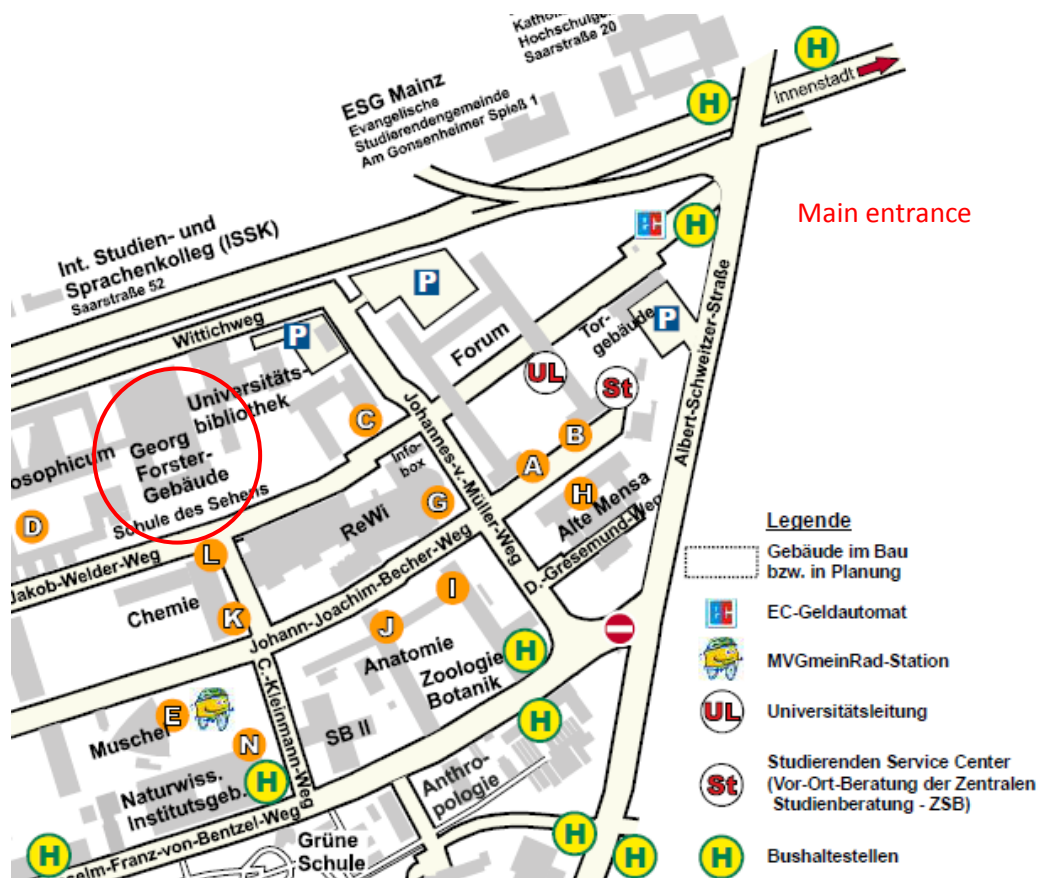 Katho
Hochschulge
Saarstraße 20
ESG Mainz
Evangelische
Studierendengemeinde
Am Gonsenheimer Spieß 1
H
H
Innenstadt
Main entrance
EC
H
Int. Studien- und
Sprachenkolleg (ISSK)
Saarstraße 52
P
Wittichweg
P
Forum
Tor-
gebäude
P
UL
St
Universitäts-
bibliothek
C
Johannes-v.-Müller-Weg
Albert-Schweitzer-Straße
osophicum
Georg
Forster-
Gebäude
Schule des Sehens
D
Info-
box
ReWi
G
A
B
H
Alte Mensa
D.-Gresemund-Weg
Jakob-Welder-Weg
L
Chemie
K
Johann-Joachim-Becher-Weg
I
J
Anatomie
Zoologie
Botanik
H
C.-Kleinmann-Weg
E
Muschel
N
SB II
H
Naturwiss.
Institutsgeb.
H
Anthro-
pologie
selm-Franz-von-Bentzel-Weg
H
Grüne
Schule
H
H
Legende
Gebäude im Bau
bzw. in Planung
EC-Geldautomat
MVGmeinRad-Station
UL
Universitätsleitung
St
Studierenden Service Center
(Vor-Ort-Beratung der Zentralen
Studienberatung - ZSB)
H
Bushaltestellen